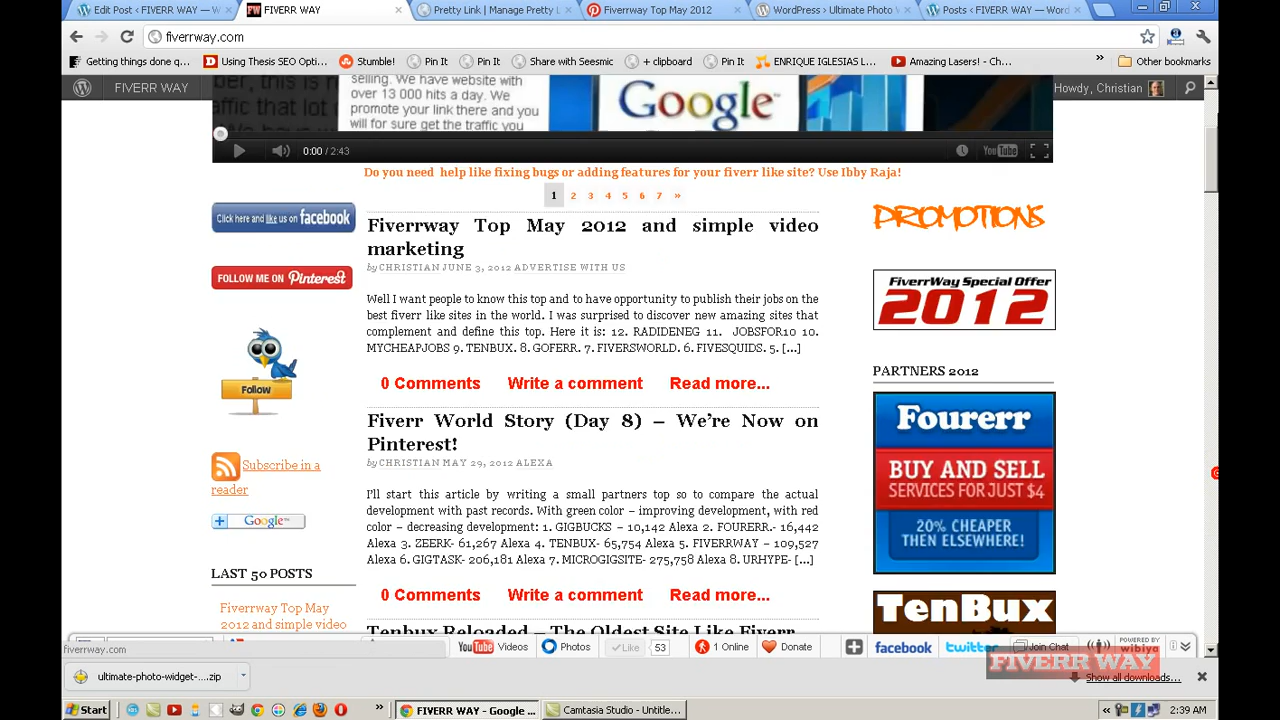 Edit Post ‹ FIVERR WAY — W
FIVERR WAY
Pretty Link | Manage Pretty L
Fiverrway Top May 2012
WordPress › Ultimate Photo
Posts ‹ FIVERR WAY — Word
fiverrway.com
Getting things done q...
Using Thesis SEO Opti...
Stumble!
Pin It
Pin It
Share with Seesmic
+ clipboard
Pin It
ENRIQUE IGLESIAS L...
Amazing Lasers! - Ch...
»
Other bookmarks
FIVERR WAY
Howdy, Christian
selling. We have website with
over 13 000 hits a day. We
promote your link there and you
will for sure get the traffic you
Google™
0:00 / 2:43
YouTube
Do you need help like fixing bugs or adding features for your fiverr like site? Use Ibby Raja!
1 2 3 4 5 6 7 »
Click here and like us on facebook
FOLLOW ME ON Pinterest
Follow
Subscribe in a
reader
+ Google™
LAST 50 POSTS
Fiverrway Top May
2012 and simple video
Fiverrway Top May 2012 and simple video
marketing
by CHRISTIAN JUNE 3, 2012 ADVERTISE WITH US
Well I want people to know this top and to have opportunity to publish their jobs on the
best fiverr like sites in the world. I was surprised to discover new amazing sites that
complement and define this top. Here it is: 12. RADIDENEG 11. JOBSFOR10 10.
MYCHEAPJOBS 9. TENBUX. 8. GOFERR. 7. FIVERSWORLD. 6. FIVESQUIDS. 5. [...]
0 Comments Write a comment Read more...
Fiverr World Story (Day 8) – We're Now on
Pinterest!
by CHRISTIAN MAY 29, 2012 ALEXA
I'll start this article by writing a small partners top so to compare the actual
development with past records. With green color – improving development, with red
color – decreasing development: 1. GIGBUCKS – 10,142 Alexa 2. FOURERR.- 16,442
Alexa 3. ZEERK- 61,267 Alexa 4. TENBUX- 65,754 Alexa 5. FIVERRWAY – 109,527
Alexa 6. GIGTASK- 206,181 Alexa 7. MICROGIGSITE- 275,758 Alexa 8. URHYPE- [...]
0 Comments Write a comment Read more...
Tenbux Reloaded – The Oldest Site Like Fiverr
PROMOTIONS
FiverrWay Special Offer
2012
PARTNERS 2012
Fourerr
BUY AND SELL
SERVICES FOR JUST $4
20% CHEAPER
THEN ELSEWHERE!
TenBux
fiverrway.com
YouTube Videos
Photos
Like 53
1 Online
Donate
facebook
twitter
Join Chat
POWERED BY
wibiya
FIVERR WAY
ultimate-photo-widget-....zip
Show all downloads...
Start
»
FIVERR WAY - Google ...
Camtasia Studio - Untitle...
2:39 AM